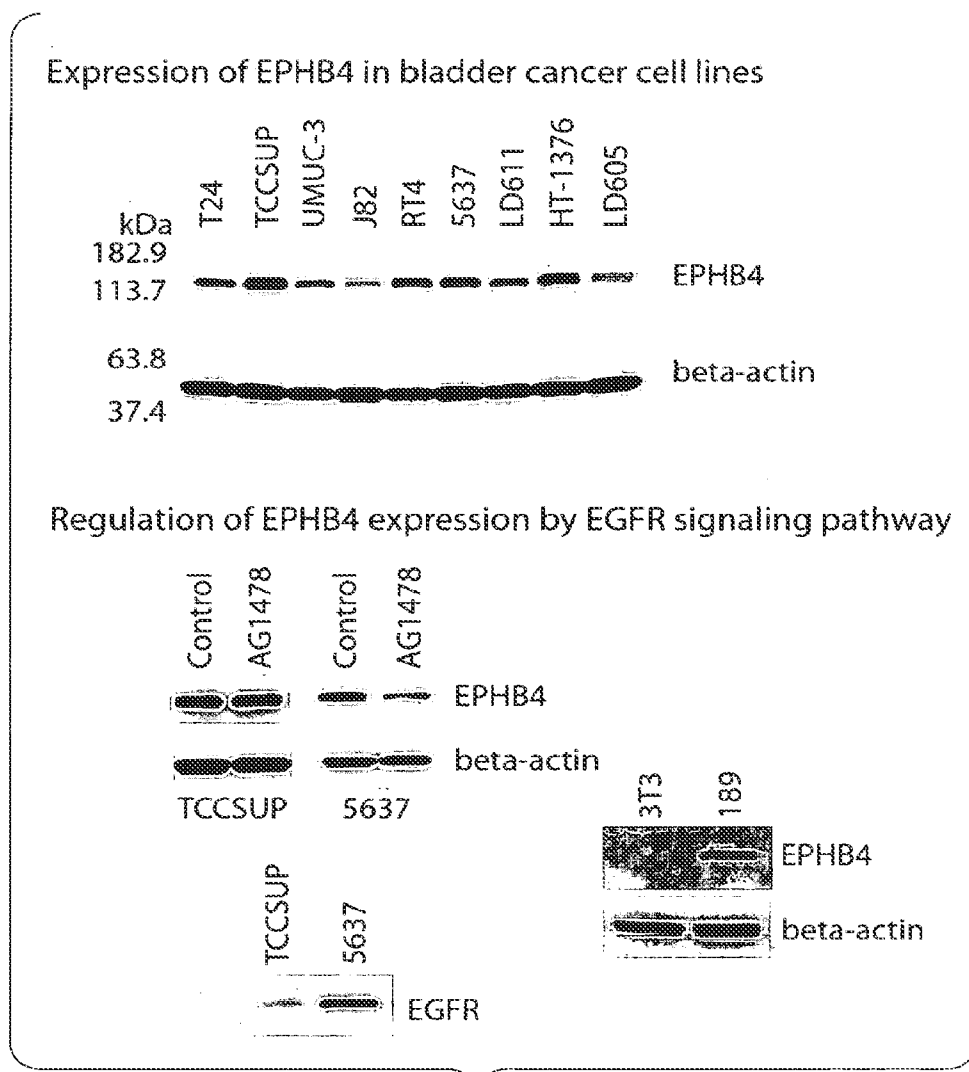 Expression of EPHB4 in bladder cancer cell lines
T24 TCCSUP UMUC-3 J82 RT4 5637 LD611 HT-1376 LD605
kDa
182.9
113.7
EPHB4
63.8
37.4
beta-actin
Regulation of EPHB4 expression by EGFR signaling pathway
Control AG1478 Control AG1478
EPHB4
beta-actin
TCCSUP 5637
3T3 189
EPHB4
beta-actin
TCCSUP 5637
EGFR